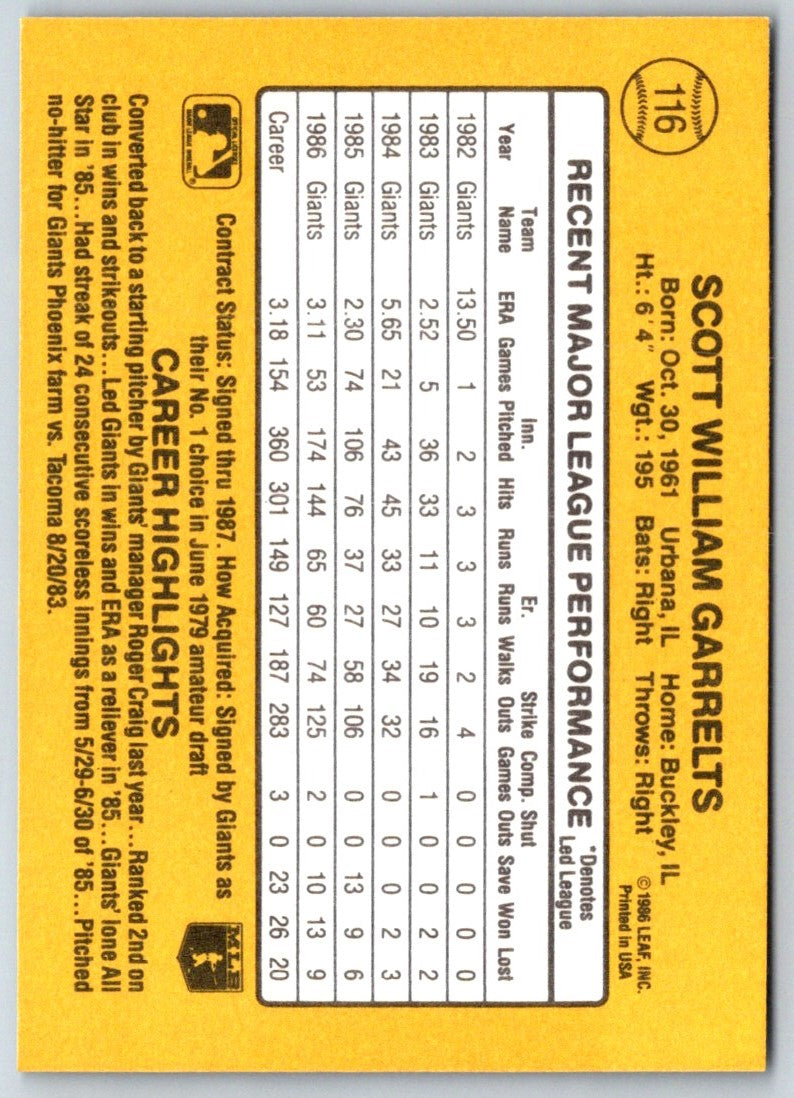 116
SCOTT WILLIAM GARRELTS
Born: Oct. 30, 1961 Urbana, IL Home: Buckley, IL
Ht.: 6'4" Wgt.: 195 Bats: Right Throws: Right
© 1986 LEAF, INC.
Printed in USA
RECENT MAJOR LEAGUE PERFORMANCE *Denotes
Led League
Team Inn. Er. Strike Comp. Shut
Year Name ERA Games Pitched Hits Runs Runs Walks Outs Games Outs Save Won Lost
1982 Giants 13.50 1 2 3 3 3 2 4 0 0 0 0 0
1983 Giants 2.52 5 36 33 11 10 19 16 1 0 0 2 2
1984 Giants 5.65 21 43 45 33 27 34 32 0 0 0 2 3
1985 Giants 2.30 74 106 76 37 27 58 106 0 0 13 9 6
1986 Giants 3.11 53 174 144 65 60 74 125 2 0 10 13 9
Career 3.18 154 360 301 149 127 187 283 3 0 23 26 20
Contract Status: Signed thru 1987. How Acquired: Signed by Giants as
their No. 1 choice in June 1979 amateur draft
MLB
CAREER HIGHLIGHTS
Converted back to a starting pitcher by Giants' manager Roger Craig last year...Ranked 2nd on
club in wins and strikeouts...Led Giants in wins and ERA as a reliever in '85...Giants' lone All
Star in '85...Had streak of 24 consecutive scoreless innings from 5/29-6/30 of '85...Pitched
no-hitter for Giants Phoenix farm vs. Tacoma 8/20/83.